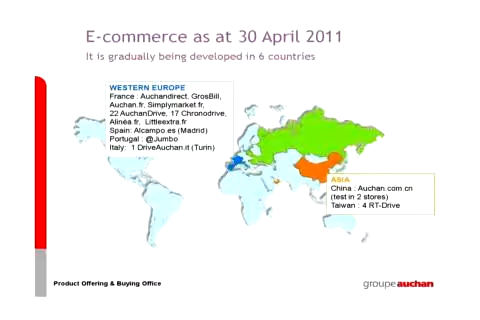 E-commerce as at 30 April 2011
It is gradually being developed in 6 countries
WESTERN EUROPE
France : Auchandirect, GrosBill,
Auchan.fr, Simplymarket.fr,
22 AuchanDrive, 17 Chronodrive,
Alinéa.fr, Littleextra.fr
Spain: Alcampo.es (Madrid)
Portugal : @Jumbo
Italy: 1 DriveAuchan.it (Turin)
ASIA
China : Auchan.com.cn
(test in 2 stores)
Taiwan : 4 RT-Drive
Product Offering & Buying Office
groupe auchan